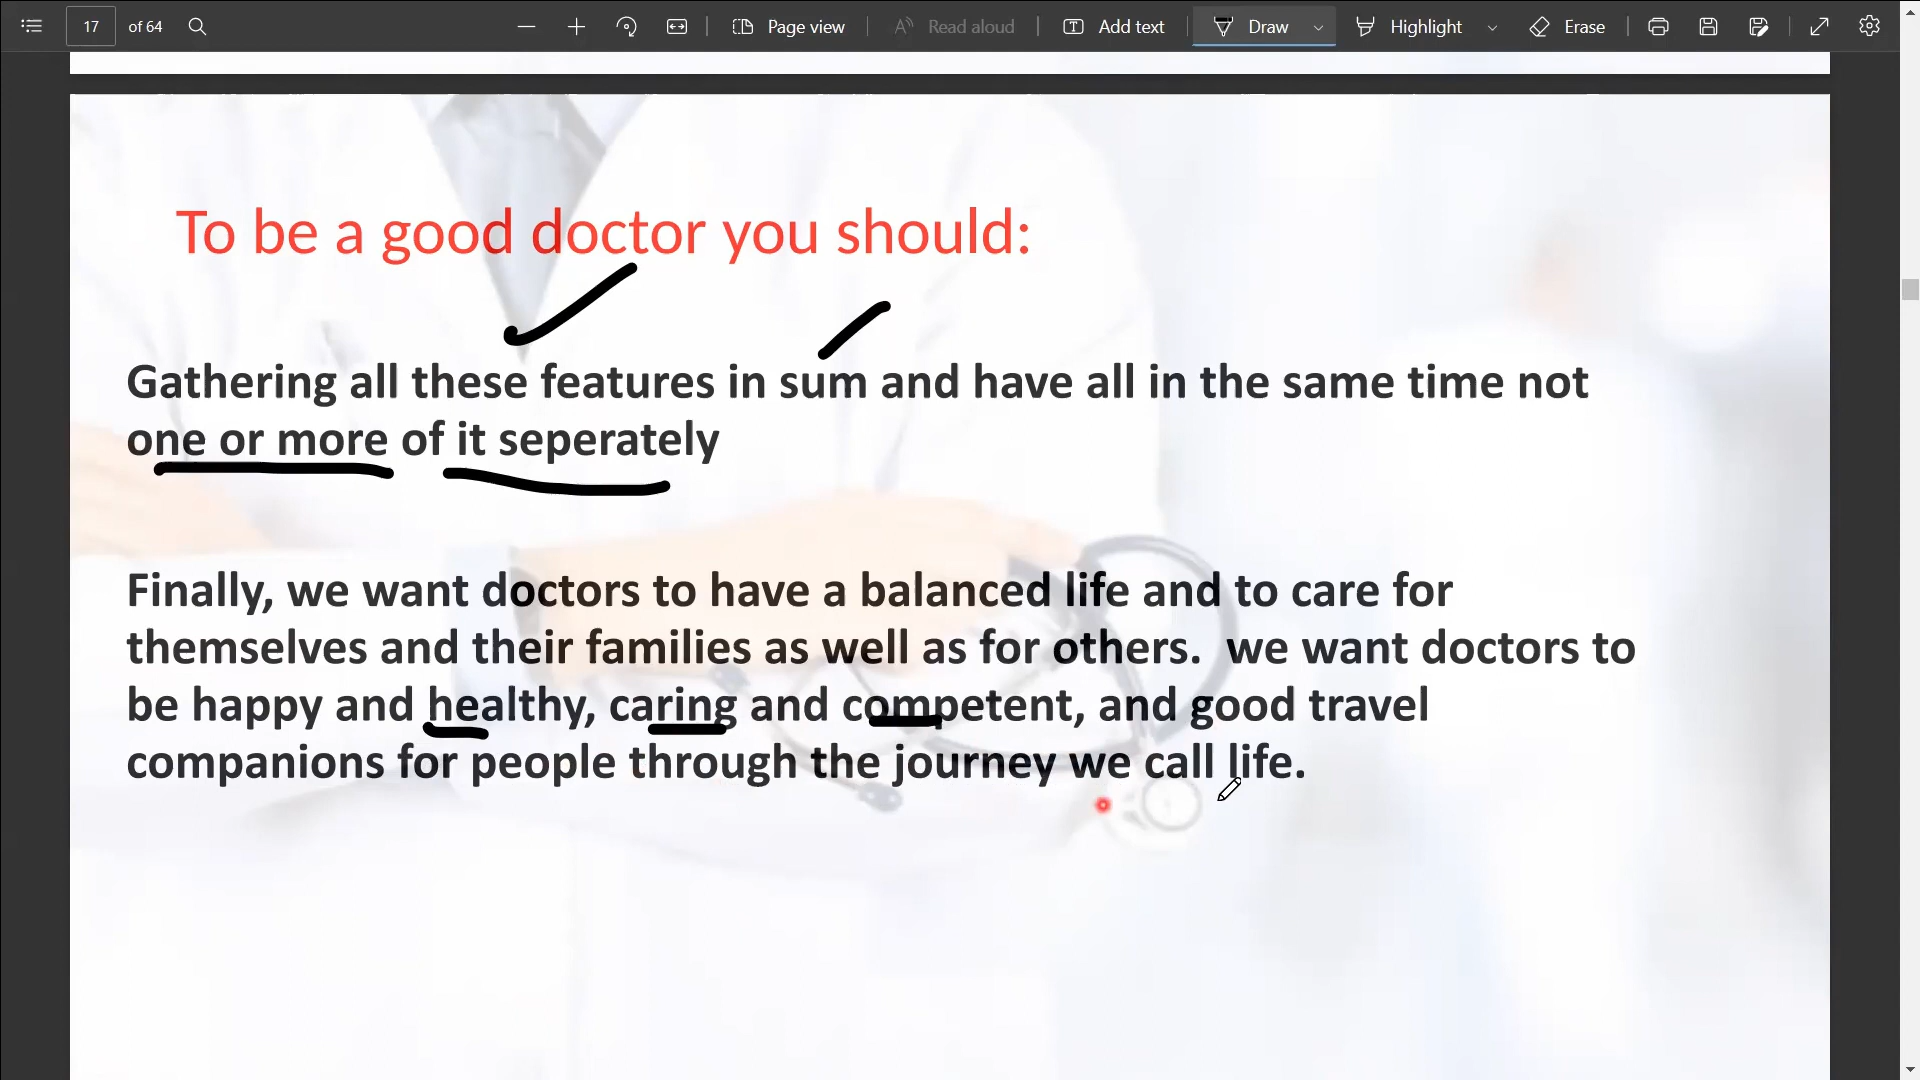 17 of 64 Page view Read aloud Add text Draw Highlight Erase
To be a good doctor you should:
Gathering all these features in sum and have all in the same time not
one or more of it seperately
Finally, we want doctors to have a balanced life and to care for
themselves and their families as well as for others.  we want doctors to
be happy and healthy, caring and competent, and good travel
companions for people through the journey we call life.